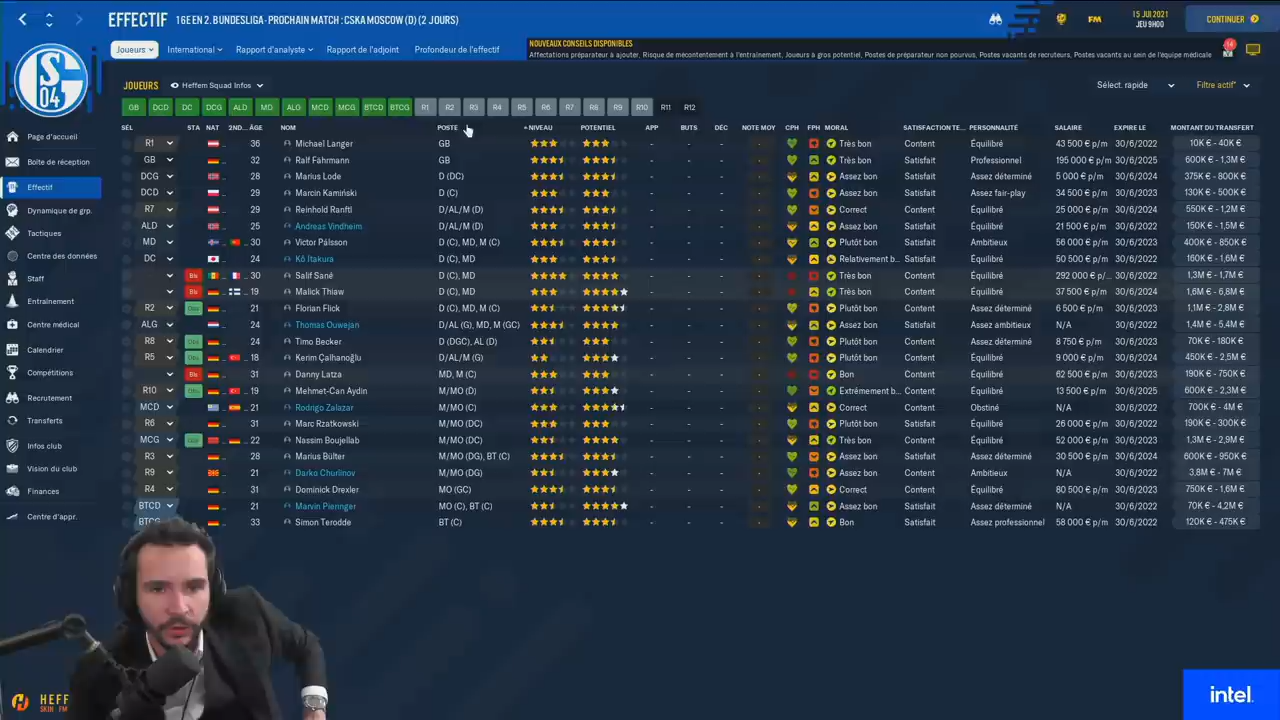 EFFECTIF
16E EN 2. BUNDESLIGA - PROCHAIN MATCH : CSKA MOSCOW (D) (2 JOURS)
FM
15 JUI 2021
JEU 9H00
CONTINUER
Joueurs
International
Rapport d'analyste
Rapport de l'adjoint
Profondeur de l'effectif
NOUVEAUX CONSEILS DISPONIBLES
Affectations préparateur à ajouter, Risque de mécontentement à l'entraînement, Joueurs à gros potentiel, Postes de préparateur non pourvus, Postes vacants de recruteurs, Postes vacants au sein de l'équipe médicale
14
S
04
Page d'accueil
Boîte de réception
Effectif
Dynamique de grp.
Tactiques
Centre des données
Staff
Entraînement
Centre médical
Calendrier
Compétitions
Recrutement
Transferts
Infos club
Vision du club
Finances
Centre d'appr.
JOUEURS
Heffem Squad Infos
Sélect. rapide
Filtre actif*
GB DCD DC DCG ALD MD ALG MCD MCG BTCD BTCG R1 R2 R3 R4 R5 R6 R7 R8 R9 R10 R11 R12
SÉL STA NAT 2ND... ÂGE NOM POSTE NIVEAU POTENTIEL APP BUTS DÉC NOTE MOY CPH FPH MORAL SATISFACTION TE... PERSONALITÉ SALAIRE EXPIRE LE MONTANT DU TRANSFERT
R1 36 Michael Langer GB - - - - Très bon Content Équilibré 43 500 € p/m 30/6/2022 10K € - 40K €
GB 32 Ralf Fährmann GB - - - - Très bon Satisfait Professionnel 195 000 € p/m 30/6/2025 600K € - 1,3M €
DCG 28 Marius Lode D (DC) - - - - Assez bon Satisfait Assez déterminé 5 000 € p/m 30/6/2024 375K € - 800K €
DCD 29 Marcin Kamiński D (C) - - - - Assez bon Content Assez fair-play 34 500 € p/m 30/6/2023 130K € - 500K €
R7 29 Reinhold Ranftl D/AL/M (D) - - - - Correct Content Équilibré 25 000 € p/m 30/6/2024 550K € - 1,2M €
ALD 25 Andreas Vindheim D/AL/M (D) - - - - Assez bon Content Équilibré 21 500 € p/m 30/6/2022 150K € - 1,5M €
MD 30 Victor Pálsson D (C), MD, M (C) - - - - Plutôt bon Content Ambitieux 56 000 € p/m 30/6/2023 400K € - 850K €
DC 24 Kô Itakura D (C), MD - - - - Relativement b... Content Équilibré 50 500 € p/m 30/6/2022 160K € - 1,6M €
Bls 30 Salif Sané D (C), MD - - - - Très bon Content Équilibré 292 000 € p/... 30/6/2022 1,3M € - 1,7M €
Bls 19 Malick Thiaw D (C), MD - - - - Très bon Content Équilibré 37 500 € p/m 30/6/2024 1,6M € - 6,8M €
R2 21 Florian Flick D (C), MD, M (C) - - - - Plutôt bon Content Assez déterminé 6 500 € p/m 30/6/2023 1,1M € - 2,8M €
ALG 24 Thomas Ouwejan D/AL (G), MD, M (GC) - - - - Assez bon Content Assez ambitieux N/A 30/6/2022 1,4M € - 5,4M €
R8 24 Timo Becker D (DGC), AL (D) - - - - Plutôt bon Content Assez déterminé 8 750 € p/m 30/6/2023 70K € - 180K €
R5 18 Kerim Çalhanoğlu D/AL/M (G) - - - - Plutôt bon Content Équilibré 9 000 € p/m 30/6/2024 450K € - 2,5M €
Bls 31 Danny Latza MD, M (C) - - - - Bon Content Équilibré 62 500 € p/m 30/6/2023 190K € - 750K €
R10 19 Mehmet-Can Aydin M/MO (D) - - - - Extrêmement b... Content Équilibré 13 500 € p/m 30/6/2025 600K € - 2,3M €
MCD 21 Rodrigo Zalazar M/MO (C) - - - - Correct Content Obstiné N/A 30/6/2022 700K € - 4M €
R6 31 Marc Rzatkowski M/MO (DC) - - - - Plutôt bon Content Équilibré 26 000 € p/m 30/6/2022 190K € - 300K €
MCG 22 Nassim Boujellab M/MO (DC) - - - - Très bon Content Équilibré 52 000 € p/m 30/6/2023 1,3M € - 2,9M €
R3 28 Marius Bülter M/MO (DG), BT (C) - - - - Assez bon Satisfait Assez déterminé 30 500 € p/m 30/6/2024 600K € - 950K €
R9 21 Darko Churlinov M/MO (DG) - - - - Assez bon Content Ambitieux N/A 30/6/2022 3,8M € - 7M €
R4 31 Dominick Drexler MO (GC) - - - - Correct Content Équilibré 80 500 € p/m 30/6/2024 750K € - 1,6M €
BTCD 21 Marvin Pieringer MO (C), BT (C) - - - - Assez bon Satisfait Assez déterminé N/A 30/6/2022 70K € - 4,2M €
BTCG 33 Simon Terodde BT (C) - - - - Bon Satisfait Assez professionnel 58 000 € p/m 30/6/2022 120K € - 475K €
HEFF
SKIN FM
intel.